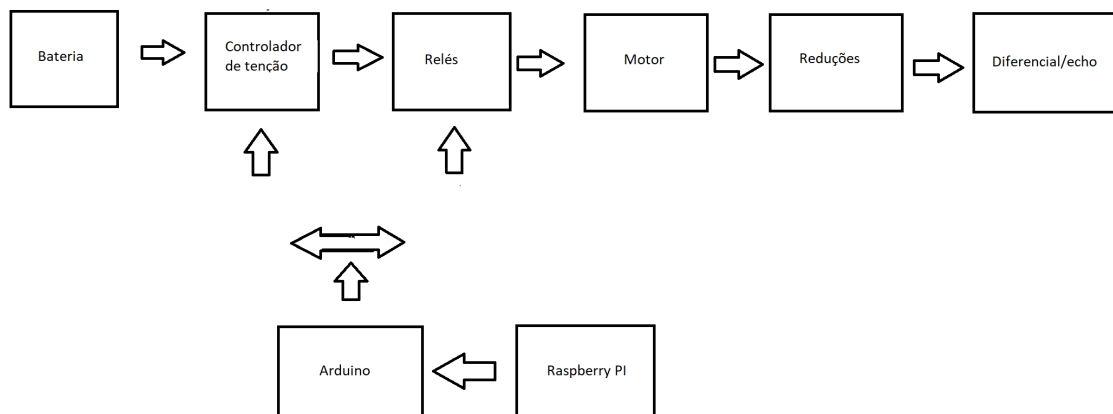 Bateria
Controlador
de tenção
Relés
Motor
Reduções
Diferencial/echo
Arduino
Raspberry PI